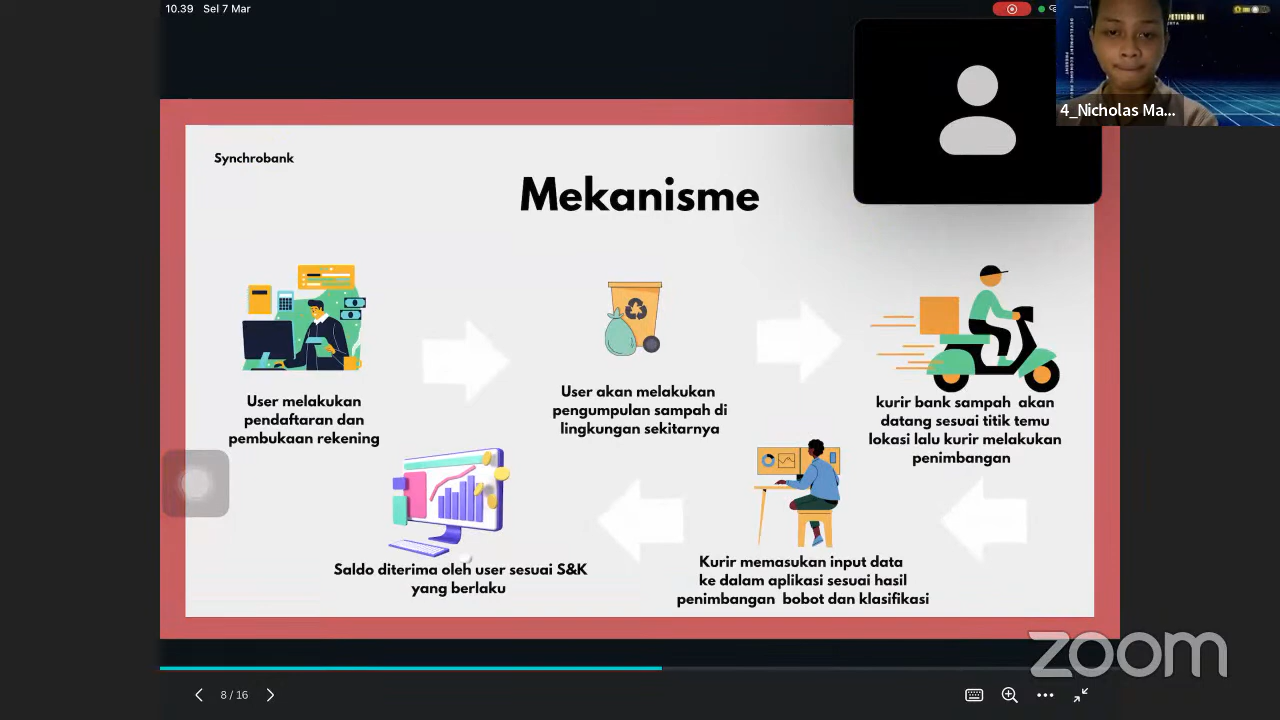 10.39 Sel 7 Mar
4_Nicholas Ma...
Synchrobank
Mekanisme
User melakukan
pendaftaran dan
pembukaan rekening
User akan melakukan
pengumpulan sampah di
lingkungan sekitarnya
kurir bank sampah akan
datang sesuai titik temu
lokasi lalu kurir melakukan
penimbangan
Saldo diterima oleh user sesuai S&K
yang berlaku
Kurir memasukan input data
ke dalam aplikasi sesuai hasil
penimbangan bobot dan klasifikasi
zoom
8 / 16